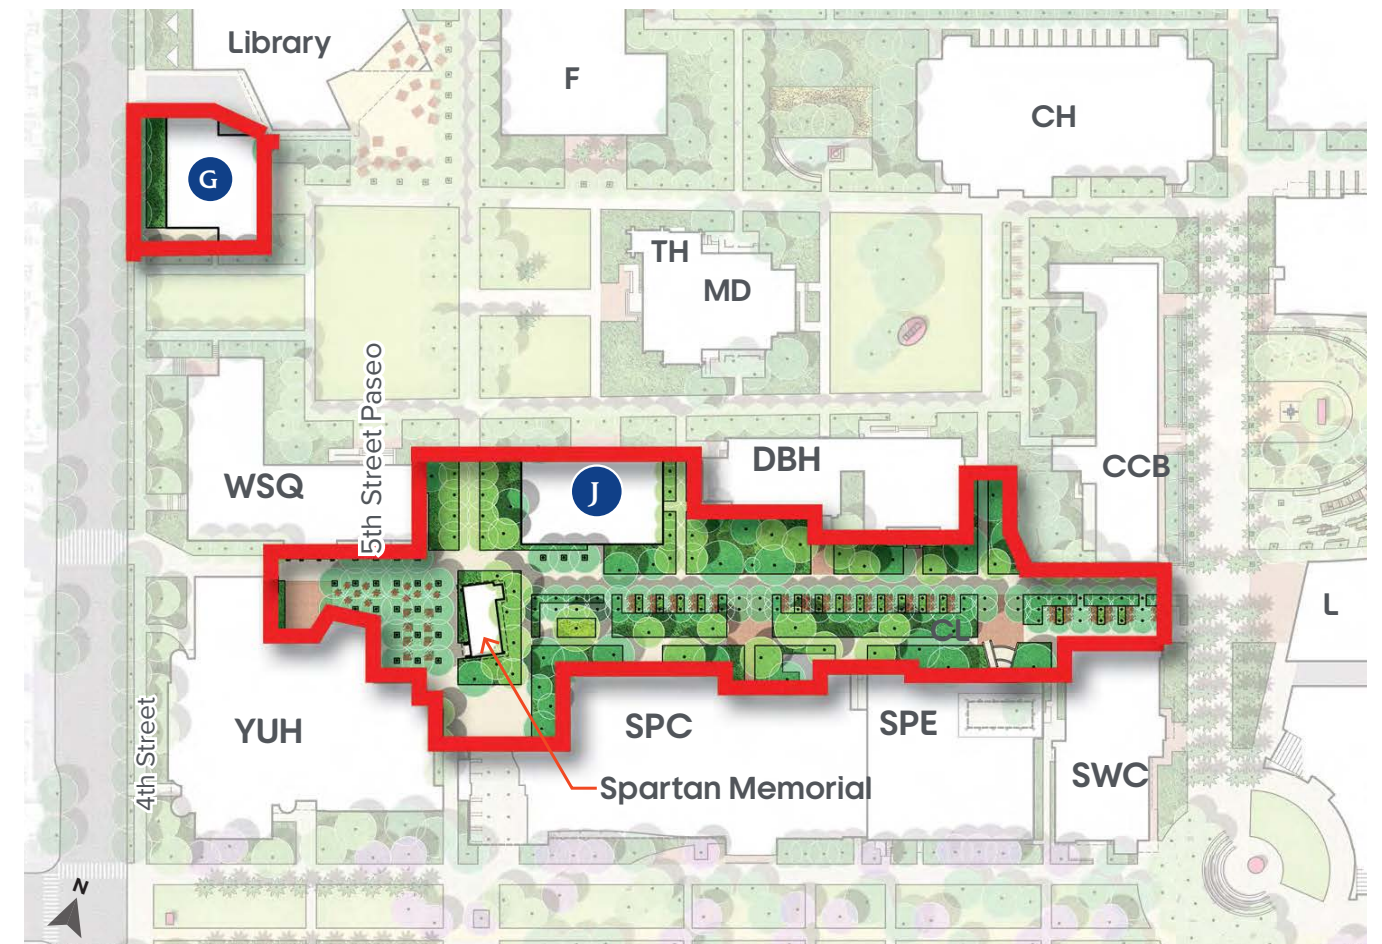 Library
F
CH
G
TH
MD
5th Street Paseo
DBH
CCB
WSQ
J
L
CL
4th Street
YUH
SPC
SPE
SWC
Spartan Memorial
N